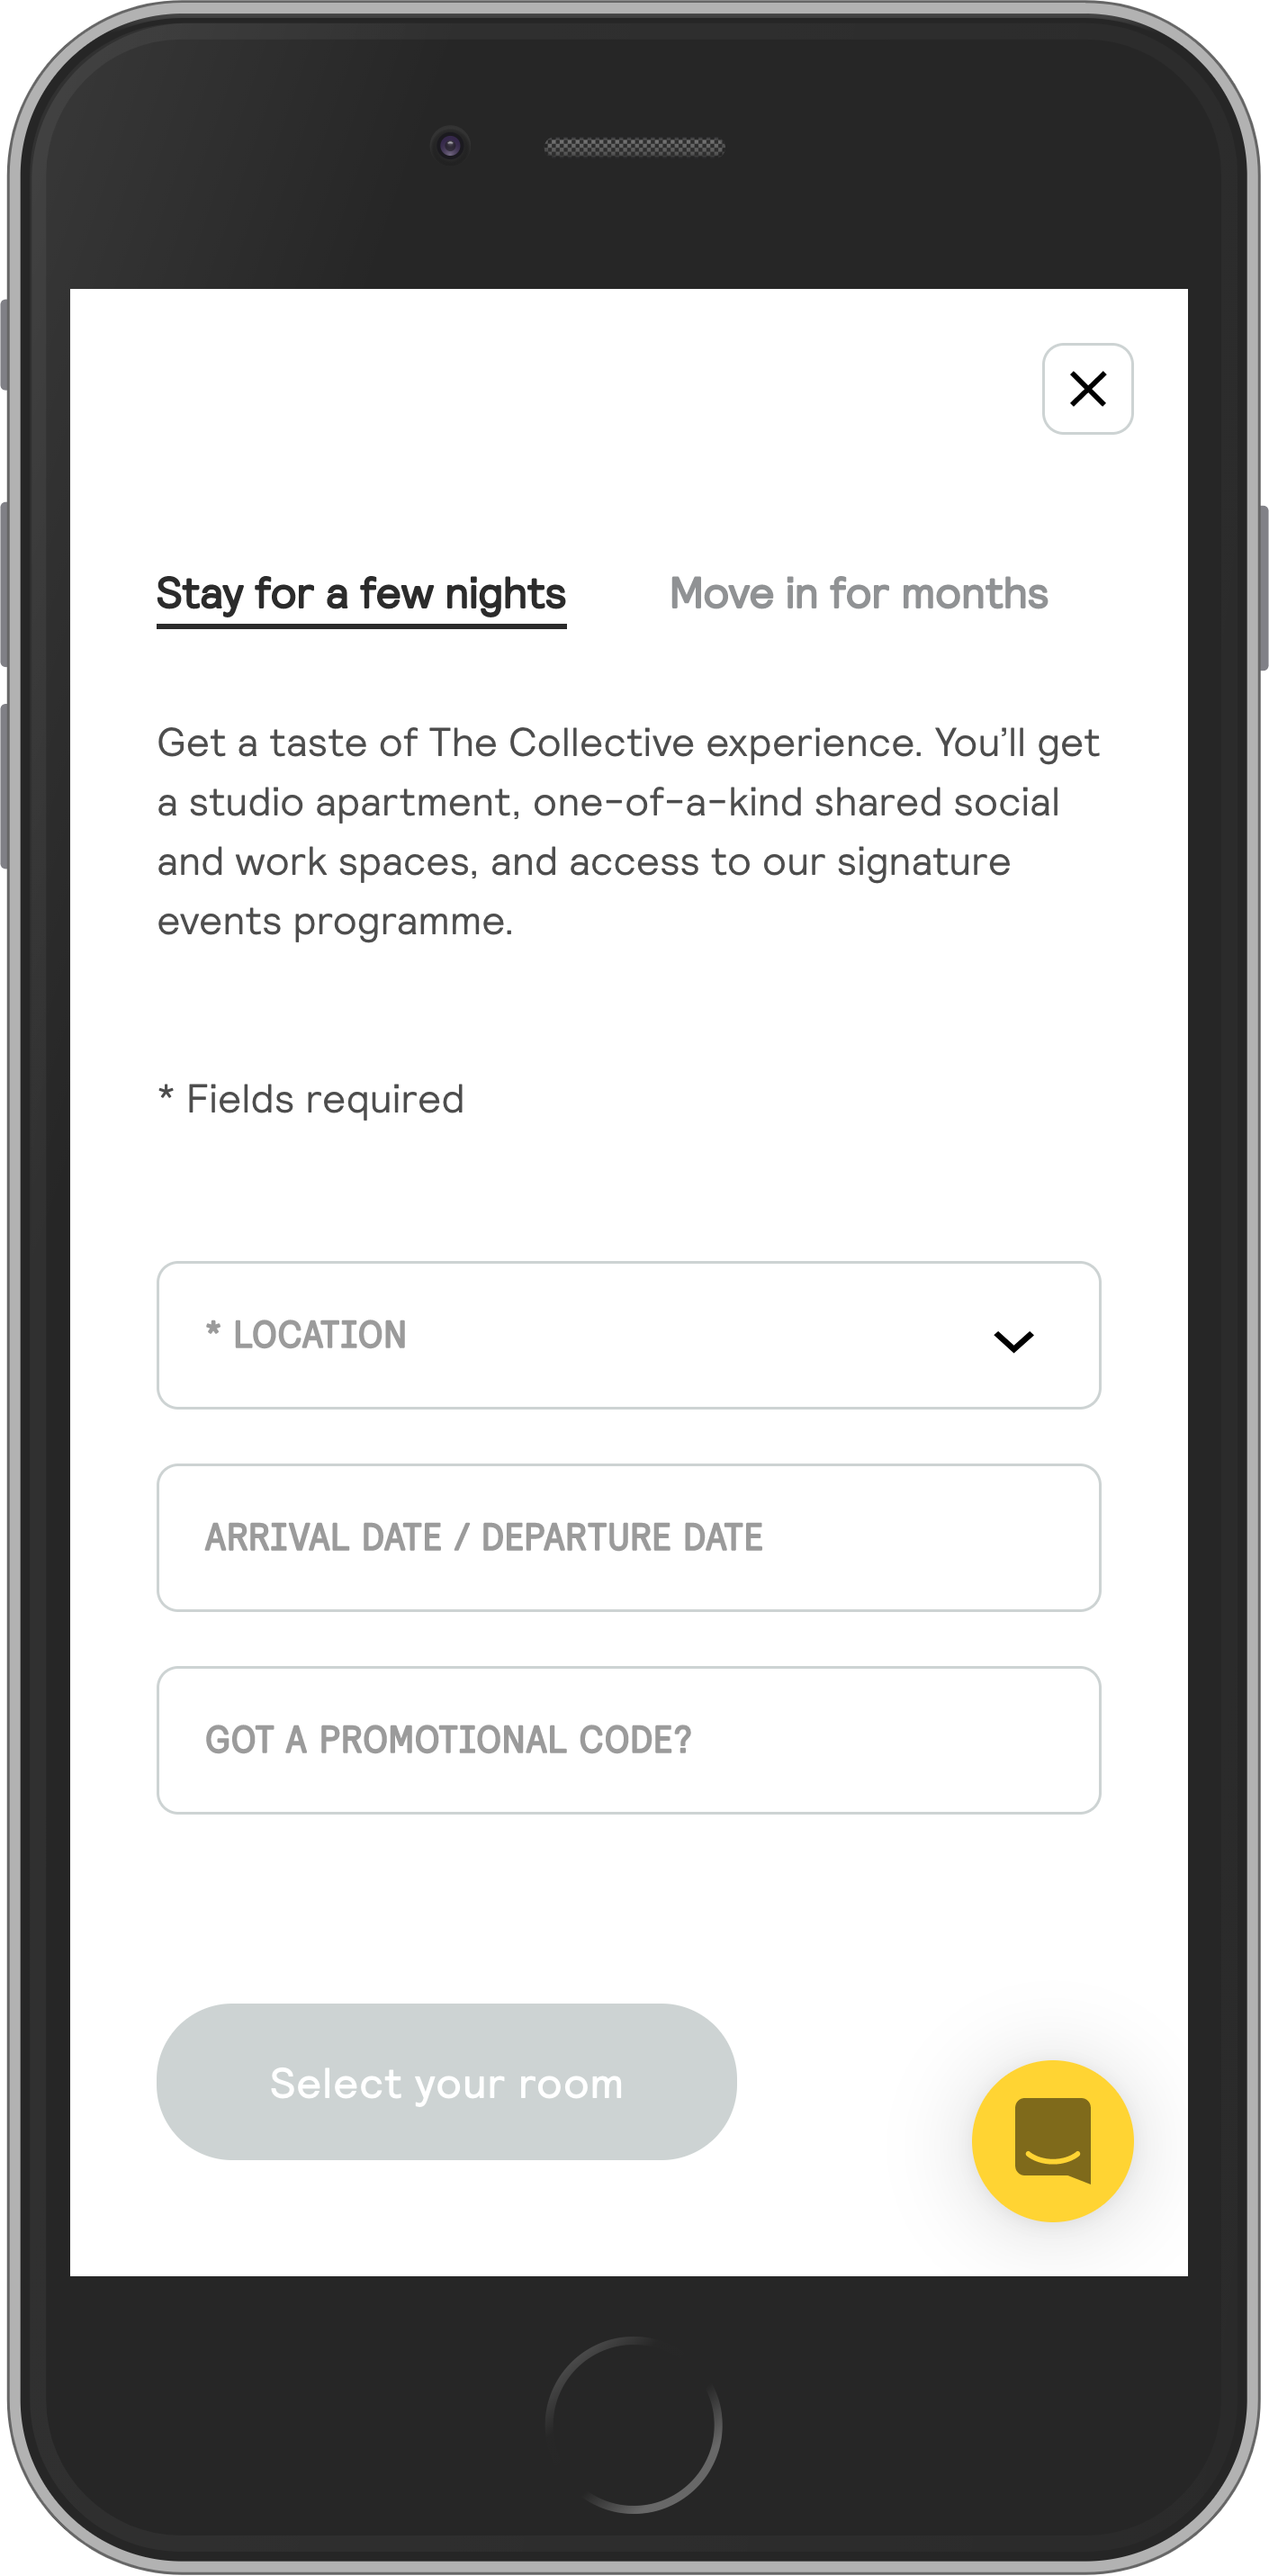 Stay for a few nights Move in for months
Get a taste of The Collective experience. You’ll get
a studio apartment, one-of-a-kind shared social
and work spaces, and access to our signature
events programme.
* Fields required
* LOCATION
ARRIVAL DATE / DEPARTURE DATE
GOT A PROMOTIONAL CODE?
Select your room